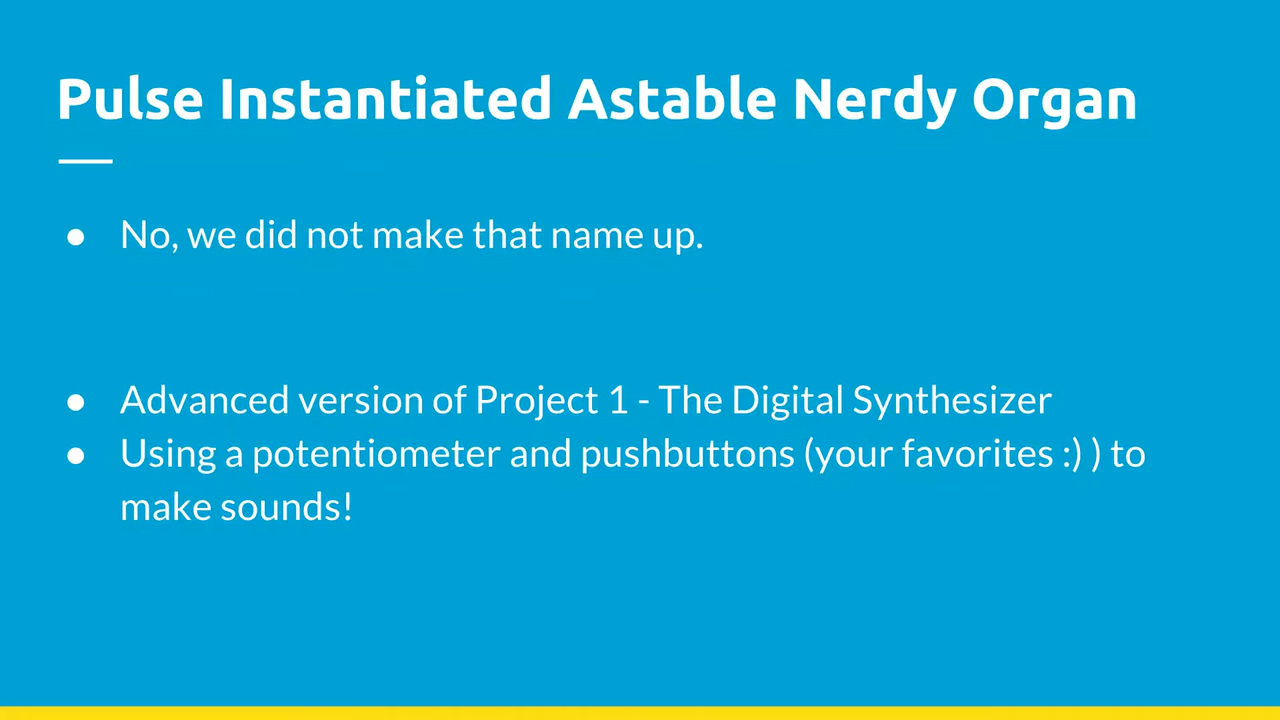 Pulse Instantiated Astable Nerdy Organ
● No, we did not make that name up.
● Advanced version of Project 1 - The Digital Synthesizer
● Using a potentiometer and pushbuttons (your favorites :) ) to
make sounds!